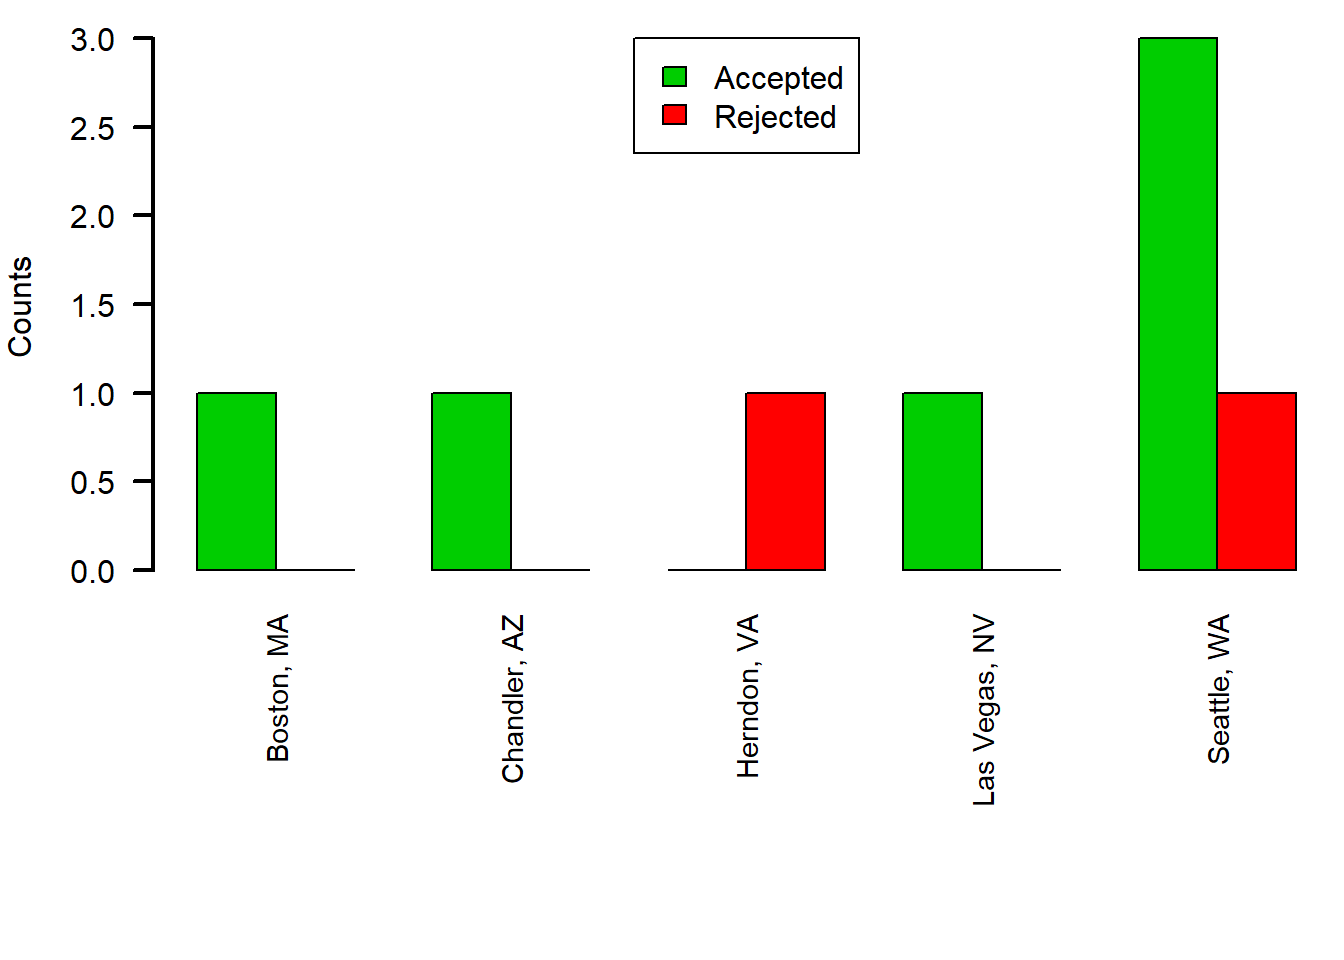 3.0
2.5
2.0
1.5
1.0
0.5
0.0
Counts
Accepted
Rejected
Boston, MA
Chandler, AZ
Herndon, VA
Las Vegas, NV
Seattle, WA